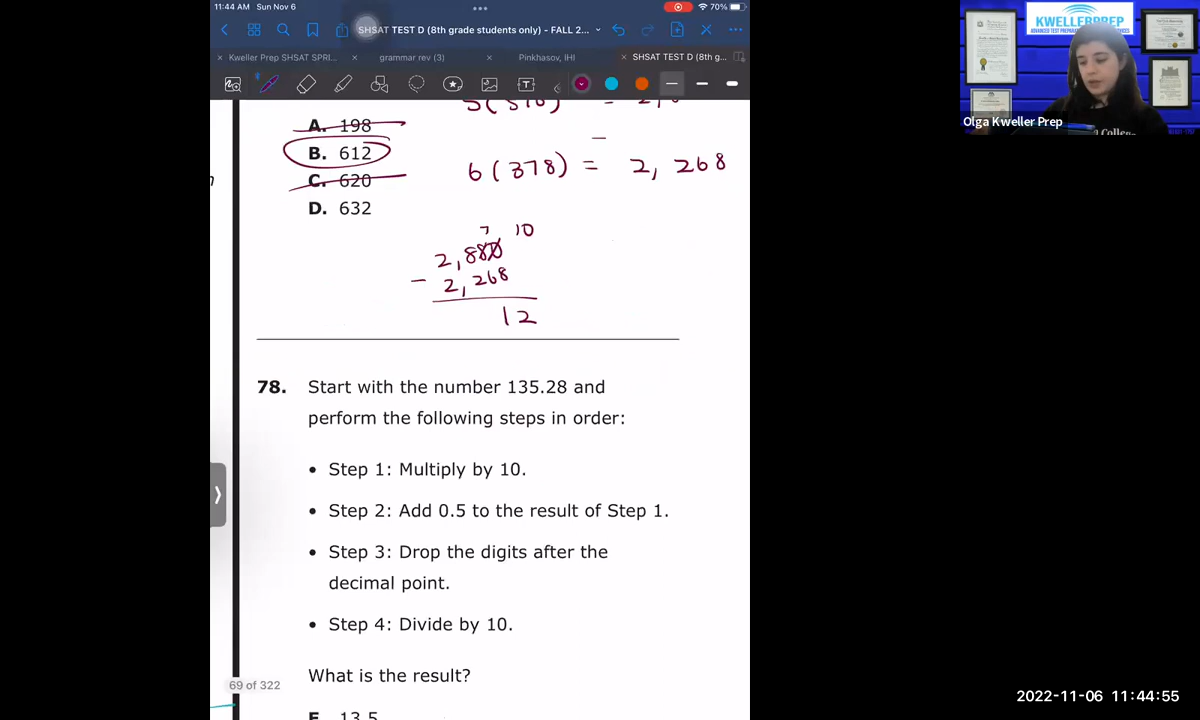 11:44 AM Sun Nov 6
70%
SHSAT TEST D (8th grade students only) - FALL 2...
Kweller Prep SHSAT SPRI...
grammar rev (3)
Pinkhasov, IHI
SHSAT TEST D (8th g...
KWELLERPREP
Olga Kweller Prep
A. 198
B. 612
C. 620
D. 632
6(378) = 2,268
7 10
2,880
- 2,268
12
78. Start with the number 135.28 and
perform the following steps in order:
• Step 1: Multiply by 10.
• Step 2: Add 0.5 to the result of Step 1.
• Step 3: Drop the digits after the
decimal point.
• Step 4: Divide by 10.
What is the result?
69 of 322
E. 13.5
2022-11-06 11:44:55